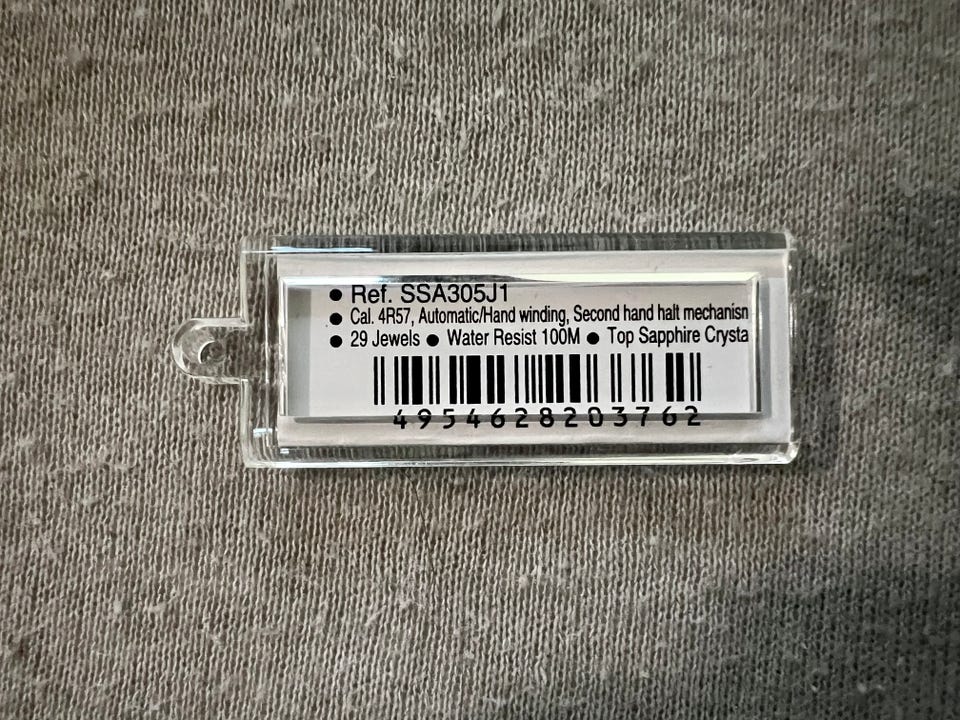 ● Ref. SSA305J1
● Cal. 4R57, Automatic/Hand winding, Second hand halt mechanisn
● 29 Jewels ● Water Resist 100M ● Top Sapphire Crysta
4954628203762